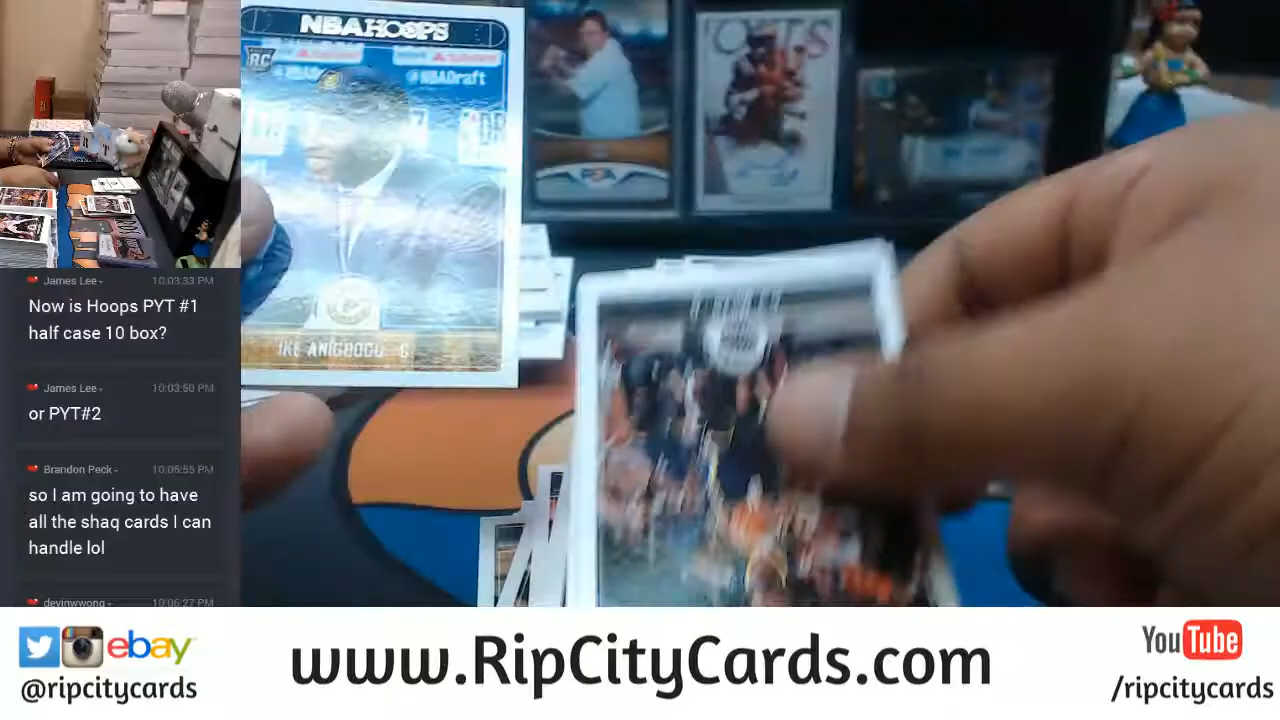 James Lee- 10:03:33 PM
Now is Hoops PYT #1
half case 10 box?
James Lee- 10:03:50 PM
or PYT#2
Brandon Peck- 10:05:55 PM
so I am going to have
all the shaq cards I can
handle lol
devinwwong- 10:06:27 PM
NBA HOOPS
RC
@NBADraft
IKE ANIGBOGU C
ebay
@ripcitycards
www.RipCityCards.com
YouTube
/ripcitycards